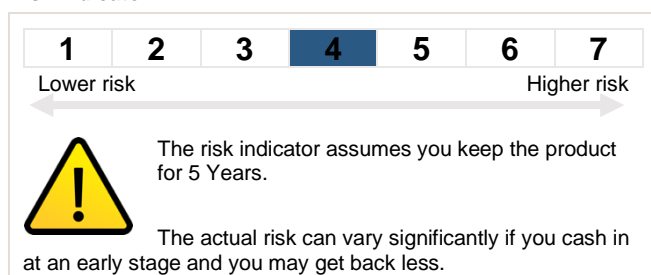 1 2 3 4 5 6 7
Lower risk Higher risk
The risk indicator assumes you keep the product
for 5 Years.
The actual risk can vary significantly if you cash in
at an early stage and you may get back less.